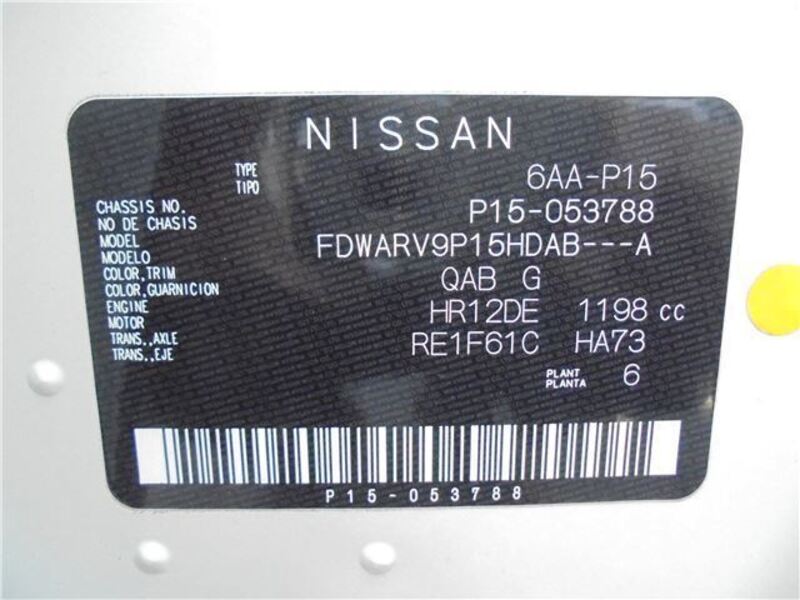 NISSAN
TYPE
TIPO 6AA-P15
CHASSIS NO. P15-053788
NO DE CHASIS
MODEL FDWARV9P15HDAB---A
MODELO
COLOR,TRIM QAB G
COLOR,GUARNICION
ENGINE HR12DE 1198 cc
MOTOR
TRANS.,AXLE RE1F61C HA73
TRANS.,EJE
PLANT 6
PLANTA
P15-053788